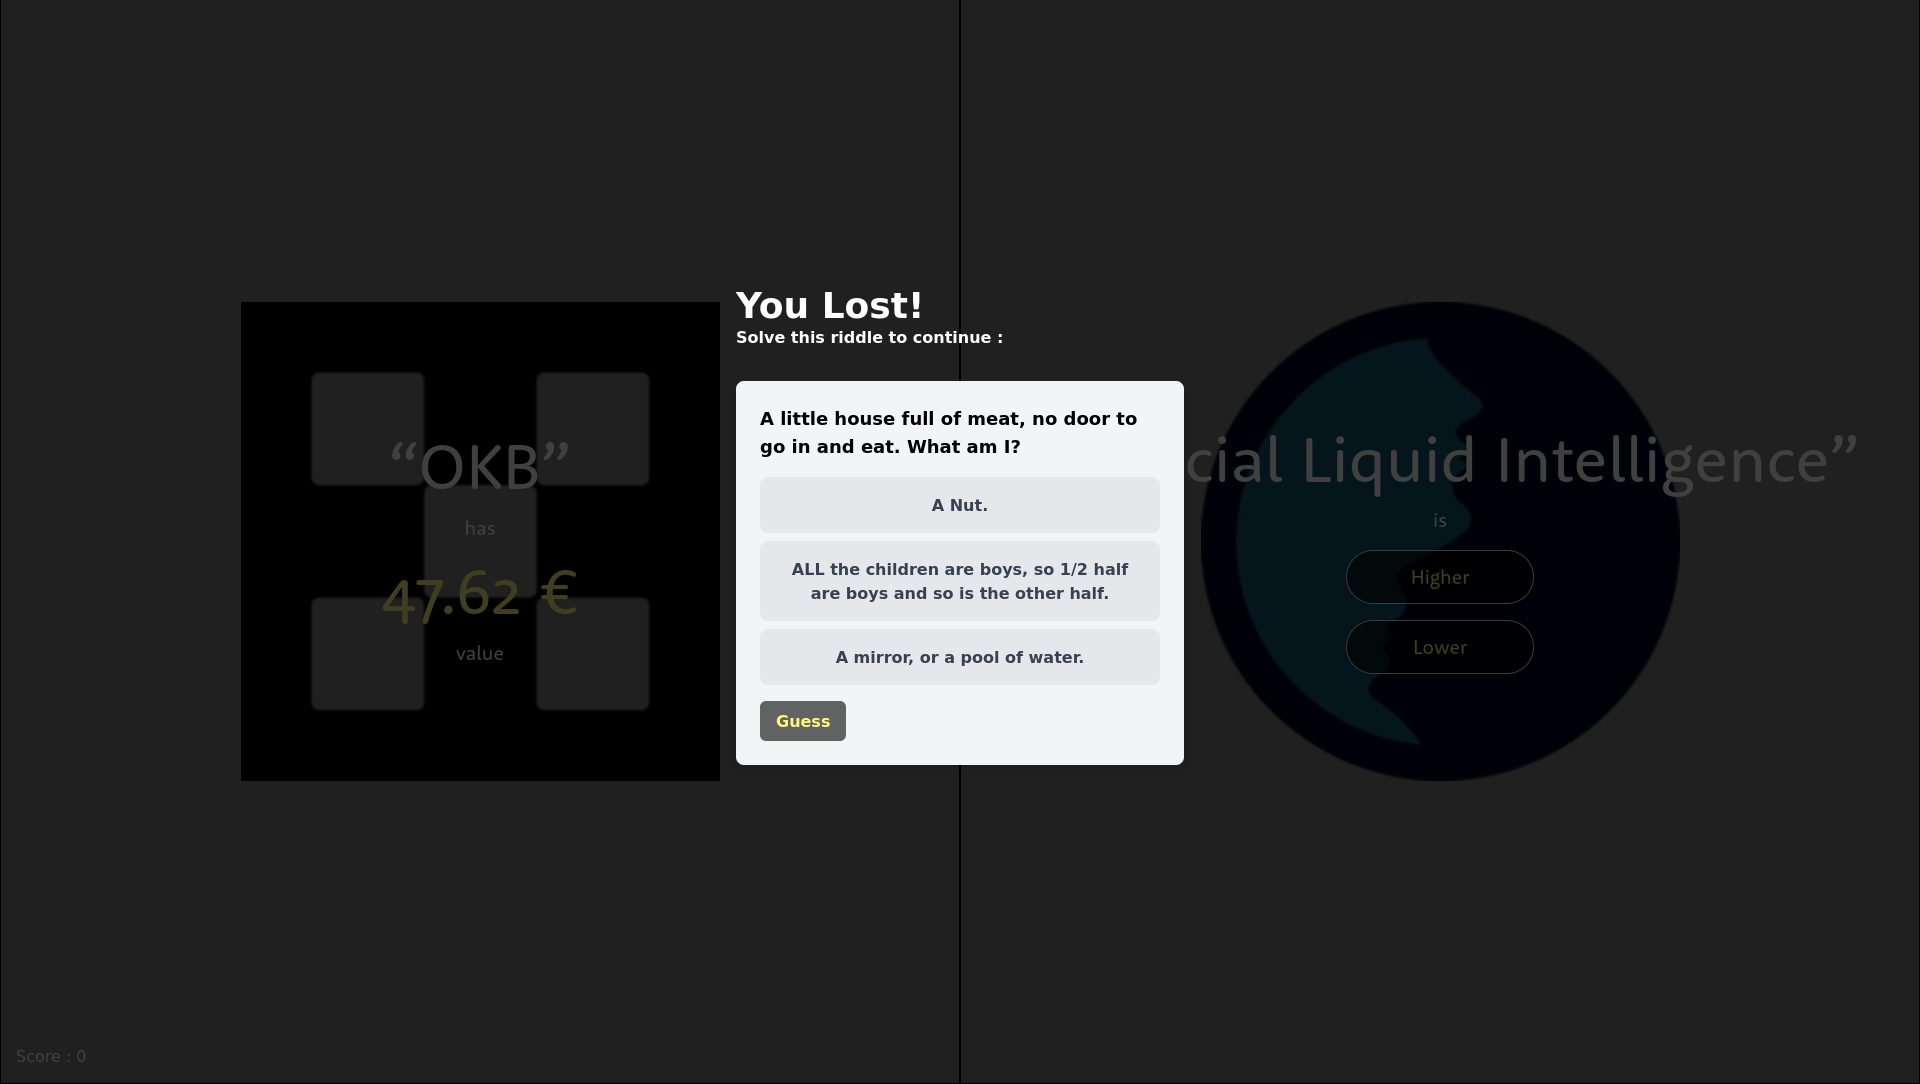 You Lost!
Solve this riddle to continue :
A little house full of meat, no door to
go in and eat. What am I?
A Nut.
ALL the children are boys, so 1/2 half
are boys and so is the other half.
A mirror, or a pool of water.
Guess
“OKB”
has
47.62 €
value
cial Liquid Intelligence”
is
Higher
Lower
Score : 0